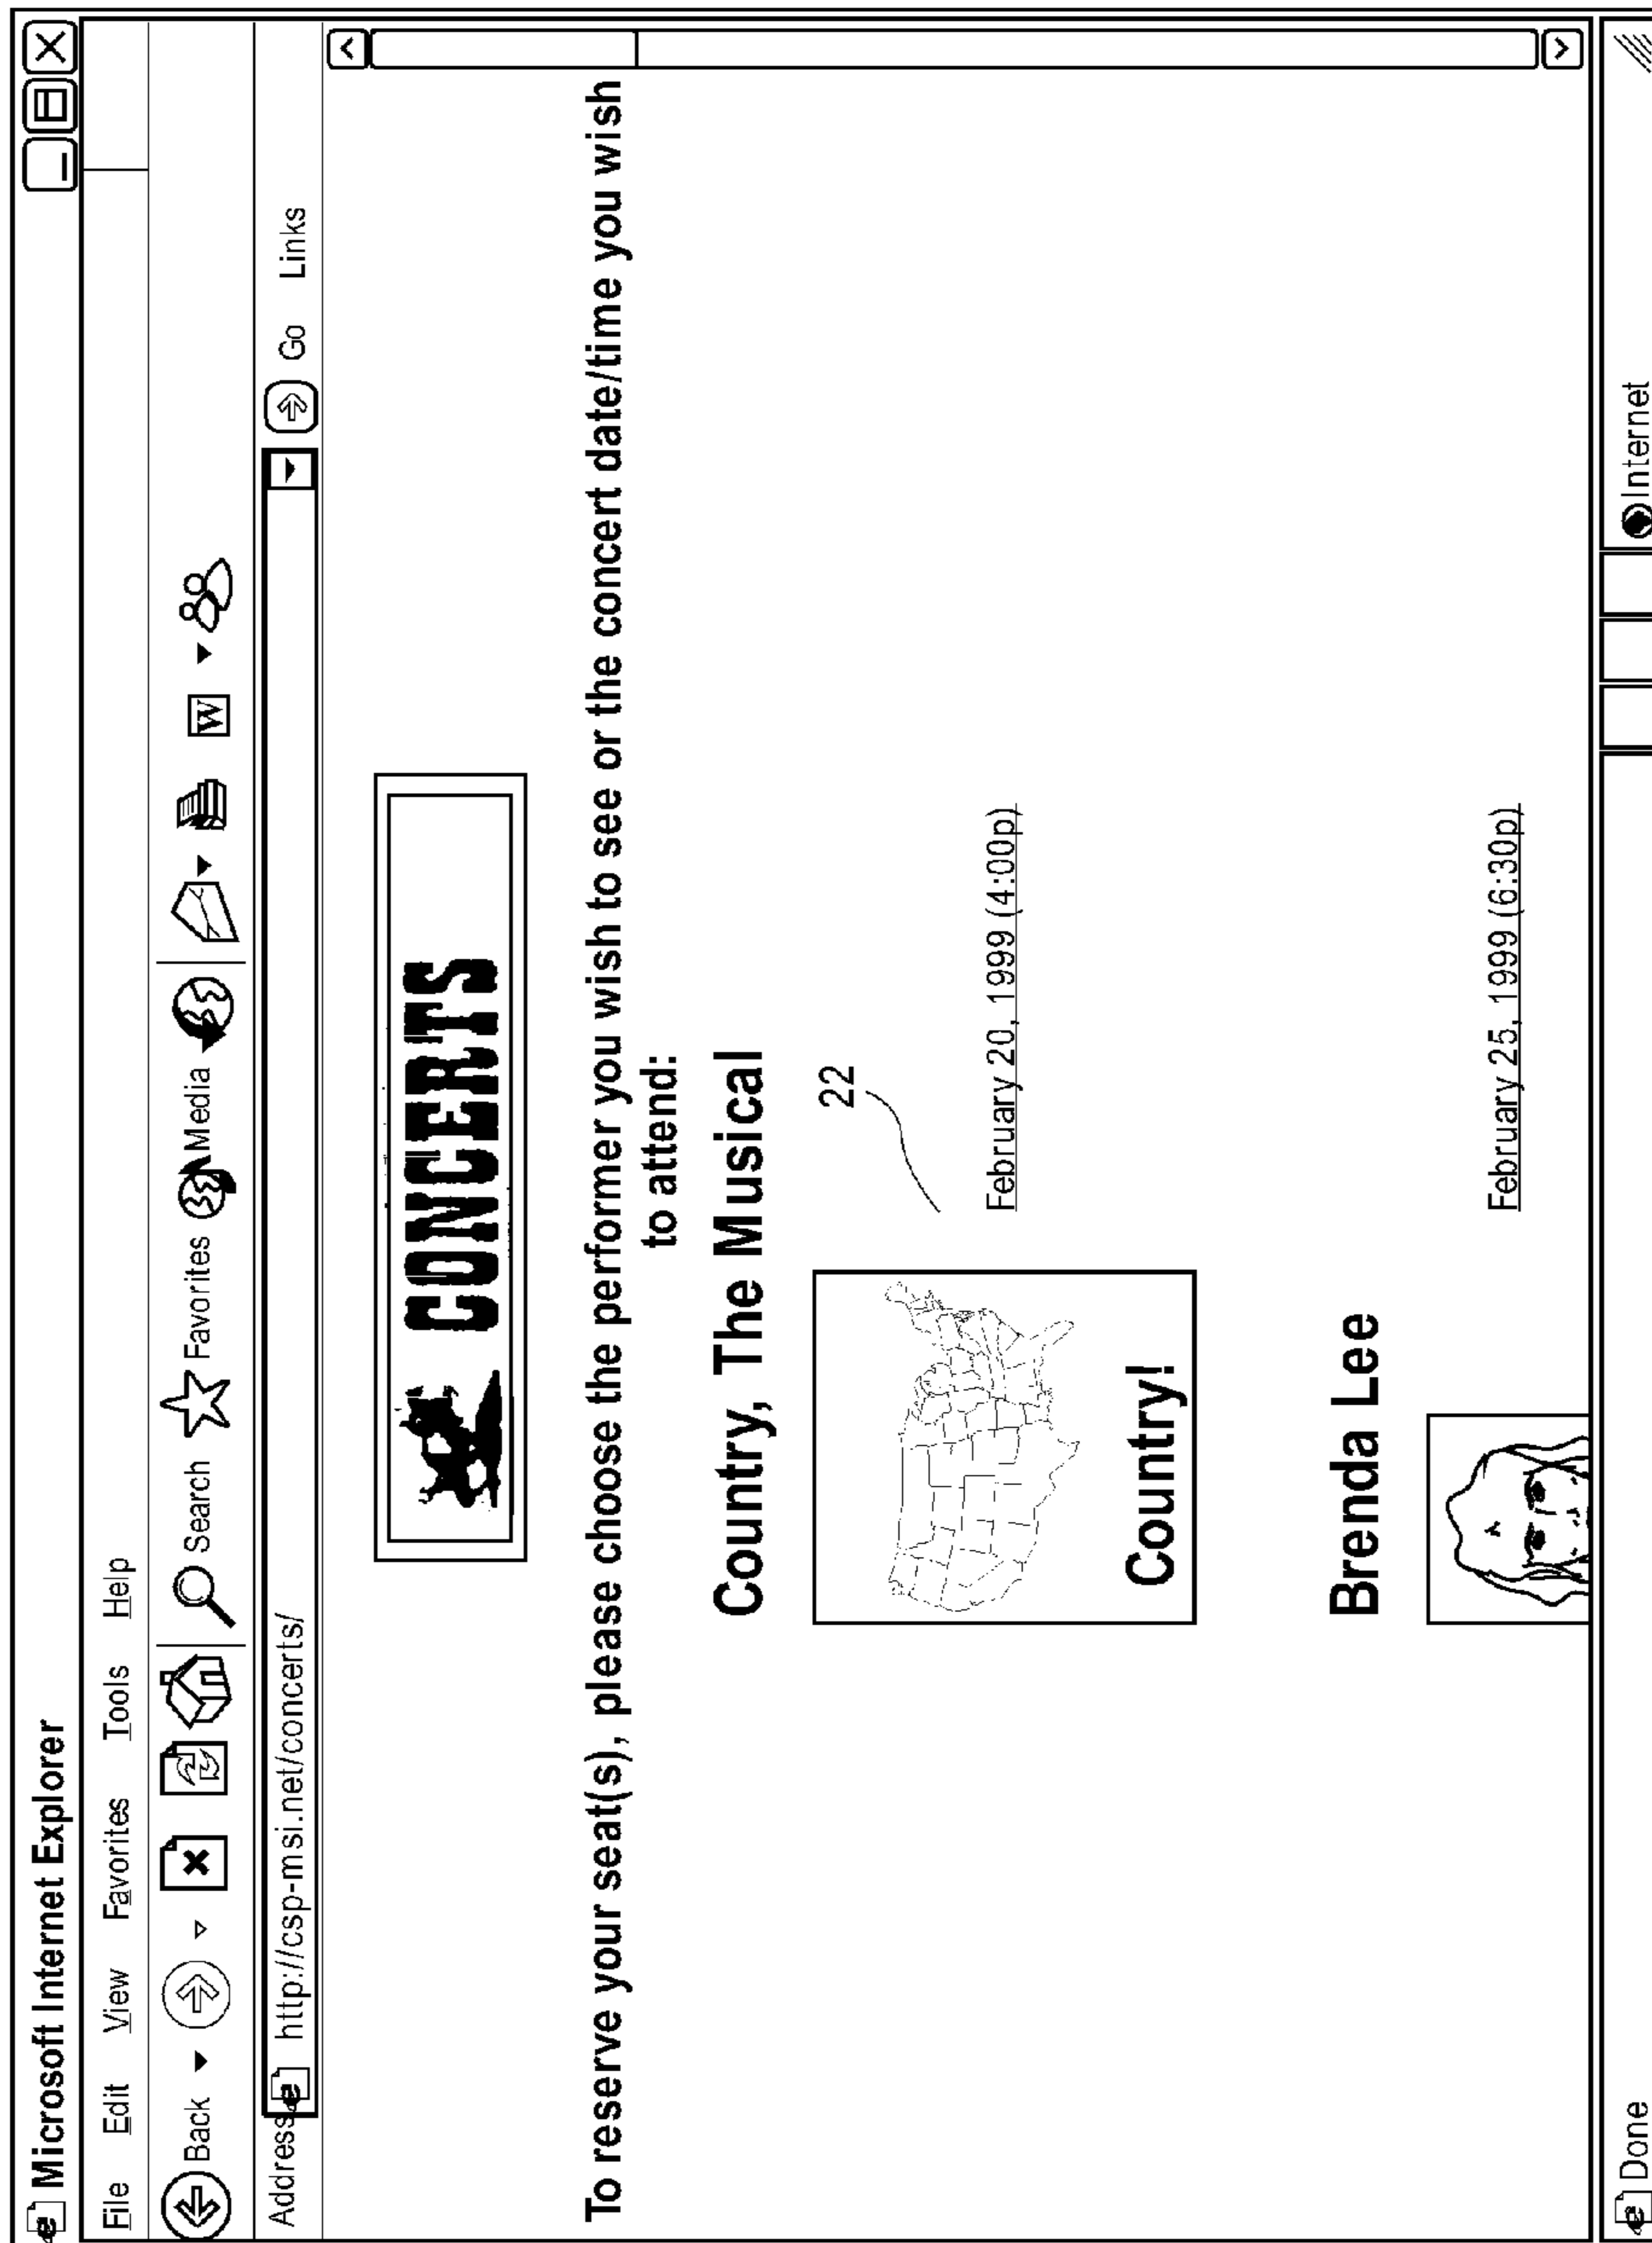 Microsoft Internet Explorer
File Edit View Favorites Tools Help
Back Search Favorites Media W
Address http://csp-msi.net/concerts/ Go Links
CONCERTS
To reserve your seat(s), please choose the performer you wish to see or the concert date/time you wish
to attend:
Country, The Musical
22
February 20, 1999 (4:00p)
Country!
Brenda Lee
February 25, 1999 (6:30p)
Done Internet